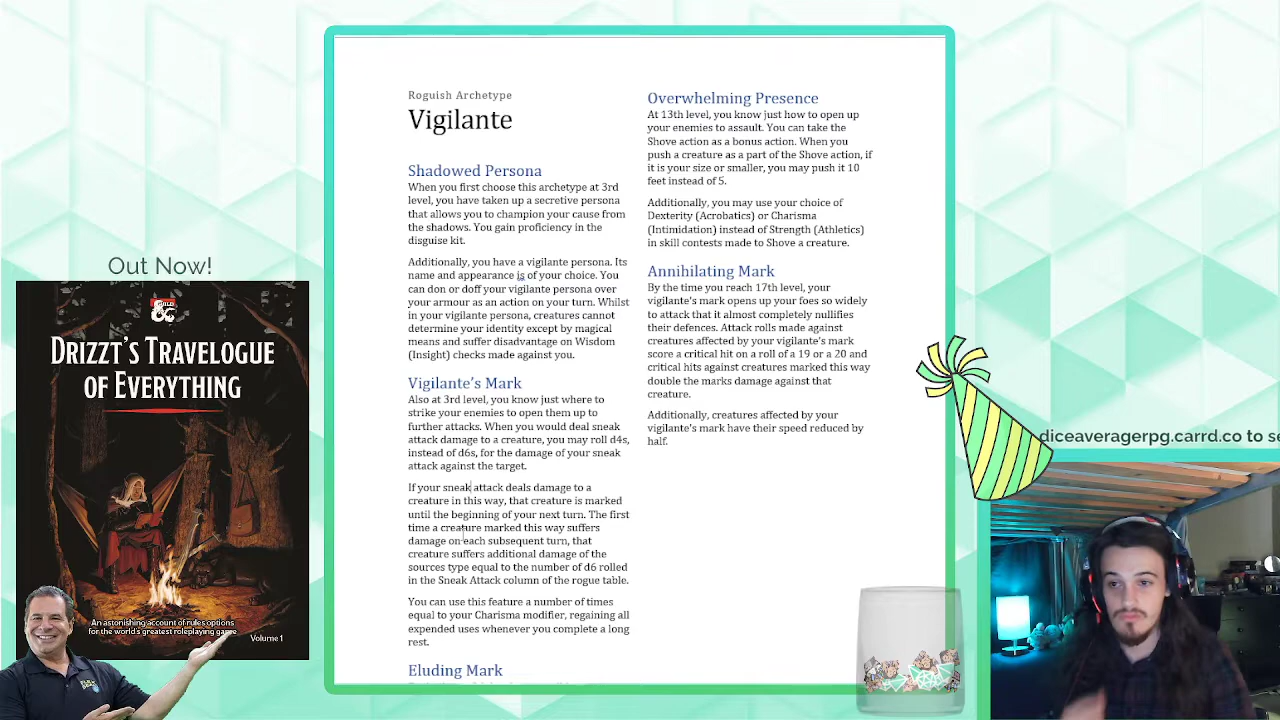 Out Now!
DRIZZT'S TRAVELOGUE
OF EVERYTHING
An astonishing account of rules options
for the world's greatest roleplaying game
Volume 1
Roguish Archetype
Vigilante
Shadowed Persona
When you first choose this archetype at 3rd
level, you have taken up a secretive persona
that allows you to champion your cause from
the shadows. You gain proficiency in the
disguise kit.
Additionally, you have a vigilante persona. Its
name and appearance is of your choice. You
can don or doff your vigilante persona over
your armour as an action on your turn. Whilst
in your vigilante persona, creatures cannot
determine your identity except by magical
means and suffer disadvantage on Wisdom
(Insight) checks made against you.
Vigilante's Mark
Also at 3rd level, you know just where to
strike your enemies to open them up to
further attacks. When you would deal sneak
attack damage to a creature, you may roll d4s,
instead of d6s, for the damage of your sneak
attack against the target.
If your sneak attack deals damage to a
creature in this way, that creature is marked
until the beginning of your next turn. The first
time a creature marked this way suffers
damage on each subsequent turn, that
creature suffers additional damage of the
sources type equal to the number of d6 rolled
in the Sneak Attack column of the rogue table.
You can use this feature a number of times
equal to your Charisma modifier, regaining all
expended uses whenever you complete a long
rest.
Eluding Mark
Overwhelming Presence
At 13th level, you know just how to open up
your enemies to assault. You can take the
Shove action as a bonus action. When you
push a creature as a part of the Shove action, if
it is your size or smaller, you may push it 10
feet instead of 5.
Additionally, you may use your choice of
Dexterity (Acrobatics) or Charisma
(Intimidation) instead of Strength (Athletics)
in skill contests made to Shove a creature.
Annihilating Mark
By the time you reach 17th level, your
vigilante's mark opens up your foes so widely
to attack that it almost completely nullifies
their defences. Attack rolls made against
creatures affected by your vigilante's mark
score a critical hit on a roll of a 19 or a 20 and
critical hits against creatures marked this way
double the marks damage against that
creature.
Additionally, creatures affected by your
vigilante's mark have their speed reduced by
half.
diceaveragerpg.carrd.co to se